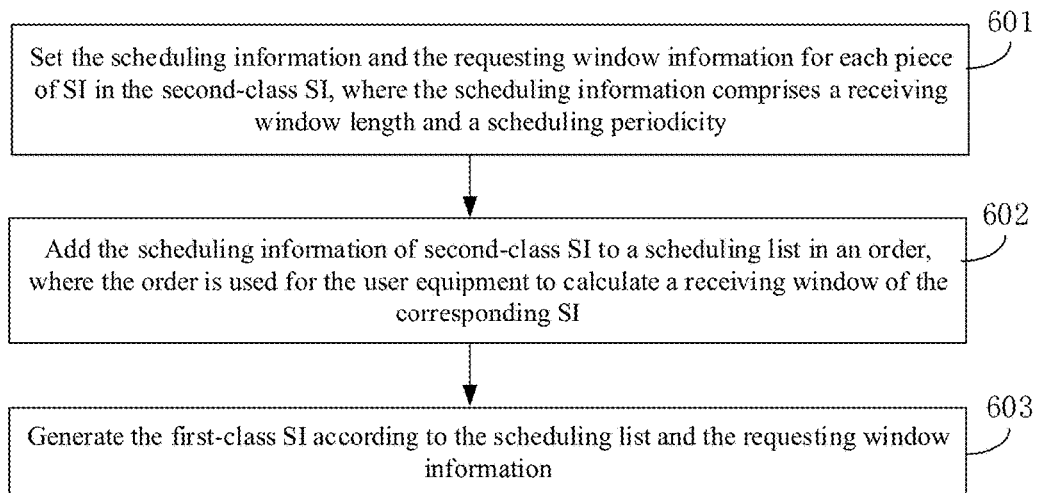 601
Set the scheduling information and the requesting window information for each piece
of SI in the second-class SI, where the scheduling information comprises a receiving
window length and a scheduling periodicity
602
Add the scheduling information of second-class SI to a scheduling list in an order,
where the order is used for the user equipment to calculate a receiving window of the
corresponding SI
603
Generate the first-class SI according to the scheduling list and the requesting window
information